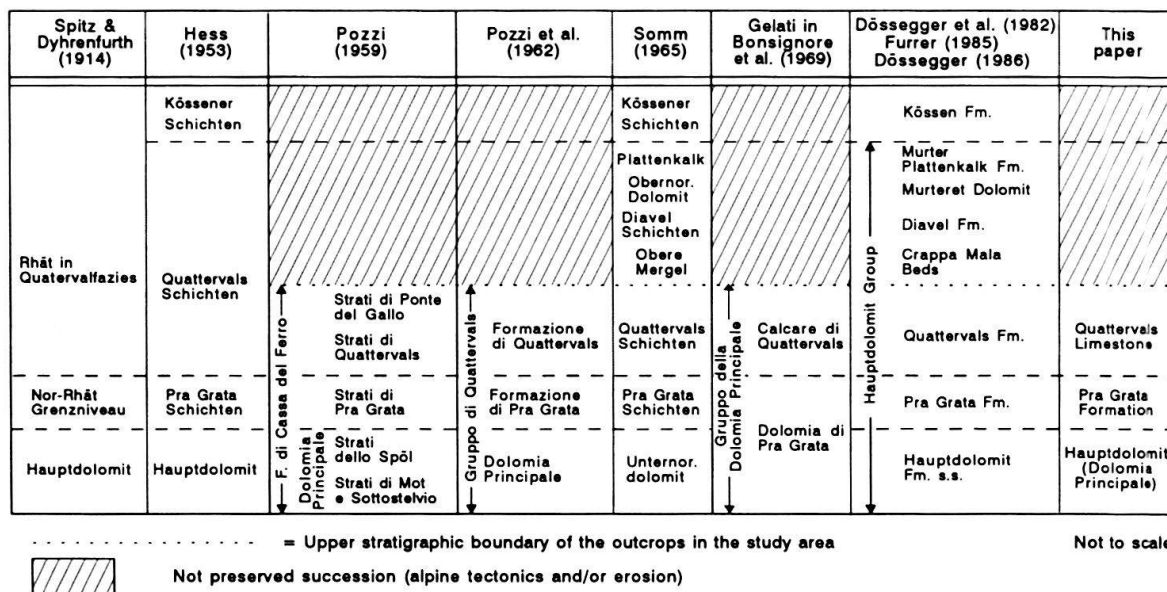 Spitz &
Dyhrenfurth
(1914)
Hess
(1953)
Pozzi
(1959)
Pozzi et al.
(1962)
Somm
(1965)
Gelati in
Bonsignore
et al. (1969)
Dössegger et al. (1982)
Furrer (1985)
Dössegger (1986)
This
paper
Rhät in
Quatervalfazies
Nor-Rhät
Grenzniveau
Hauptdolomit
Kössener
Schichten
Quattervals
Schichten
Pra Grata
Schichten
Hauptdolomit
F. di Cassa del Ferro
Strati di Ponte
del Gallo
Strati di
Quattervals
Strati di
Pra Grata
Dolomia
Principale
Strati
dello Spöl
Strati di Mot
e Sottostelvio
Gruppo di Quattervals
Formazione
di Quattervals
Formazione
di Pra Grata
Dolomia
Principale
Kössener
Schichten
Plattenkalk
Obernor.
Dolomit
Diavel
Schichten
Obere
Mergel
Quattervals
Schichten
Pra Grata
Schichten
Unternor.
dolomit
Gruppo della
Dolomia Principale
Calcare di
Quattervals
Dolomia di
Pra Grata
Hauptdolomit Group
Kössen Fm.
Murter
Plattenkalk Fm.
Murteret Dolomit
Diavel Fm.
Crappa Mala
Beds
Quattervals Fm.
Pra Grata Fm.
Hauptdolomit
Fm. s.s.
Quattervals
Limestone
Pra Grata
Formation
Hauptdolomit
(Dolomia
Principale)
= Upper stratigraphic boundary of the outcrops in the study area
Not to scale
Not preserved succession (alpine tectonics and/or erosion)